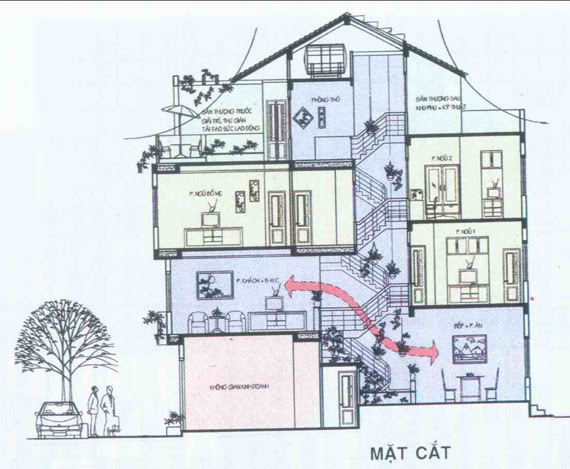 PHÒNG THỜ
SÂN THƯỢNG TRƯỚC
GIẢI TRÍ, THƯ GIÃN
TÁI TẠO SỨC LAO ĐỘNG
SÂN THƯỢNG SAU
KHU PHỤ + KỸ THUẬT
P.NGỦ 2
P.NGỦ BỐ MẸ
P.NGỦ 1
P.KHÁCH + S.H.C
BẾP + P.ĂN
KHÔNG GIAN KINH DOANH
MẶT CẮT